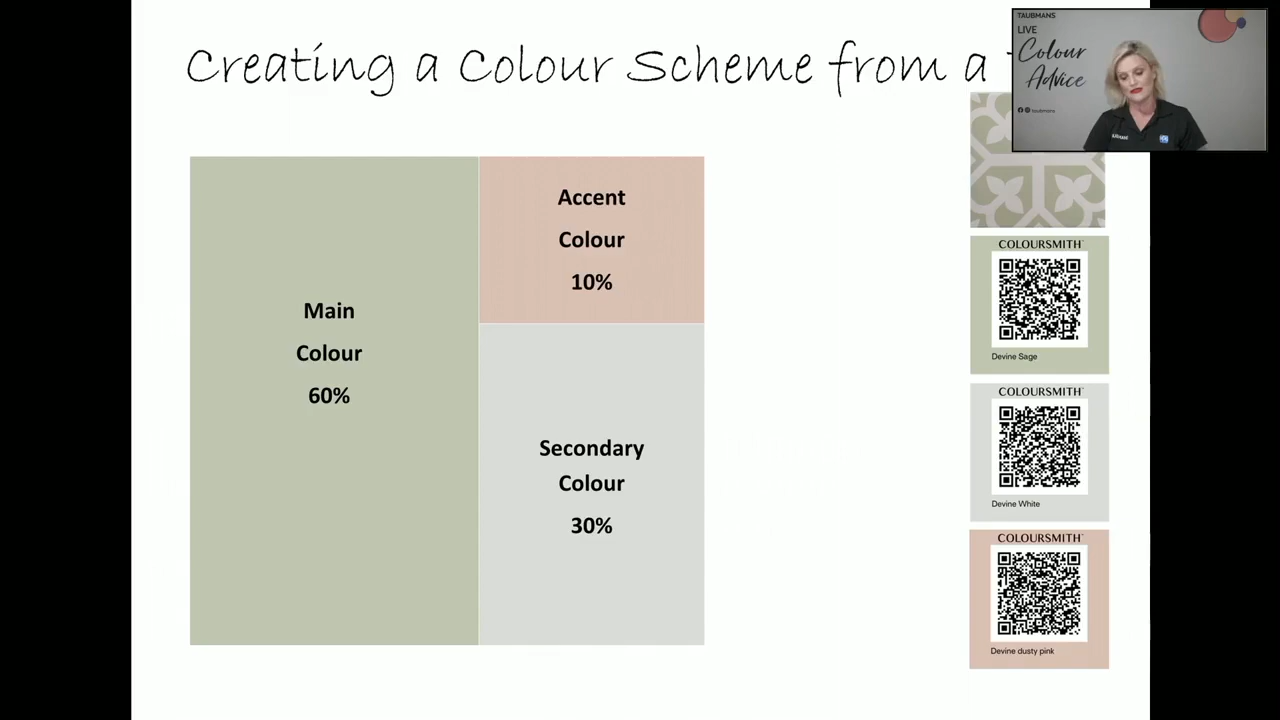 Creating a Colour Scheme from a
TAUBMANS
LIVE
Colour
Advice
taubmans
Main
Colour
60%
Accent
Colour
10%
Secondary
Colour
30%
COLOURSMITH
Devine Sage
COLOURSMITH
Devine White
COLOURSMITH
Devine dusty pink